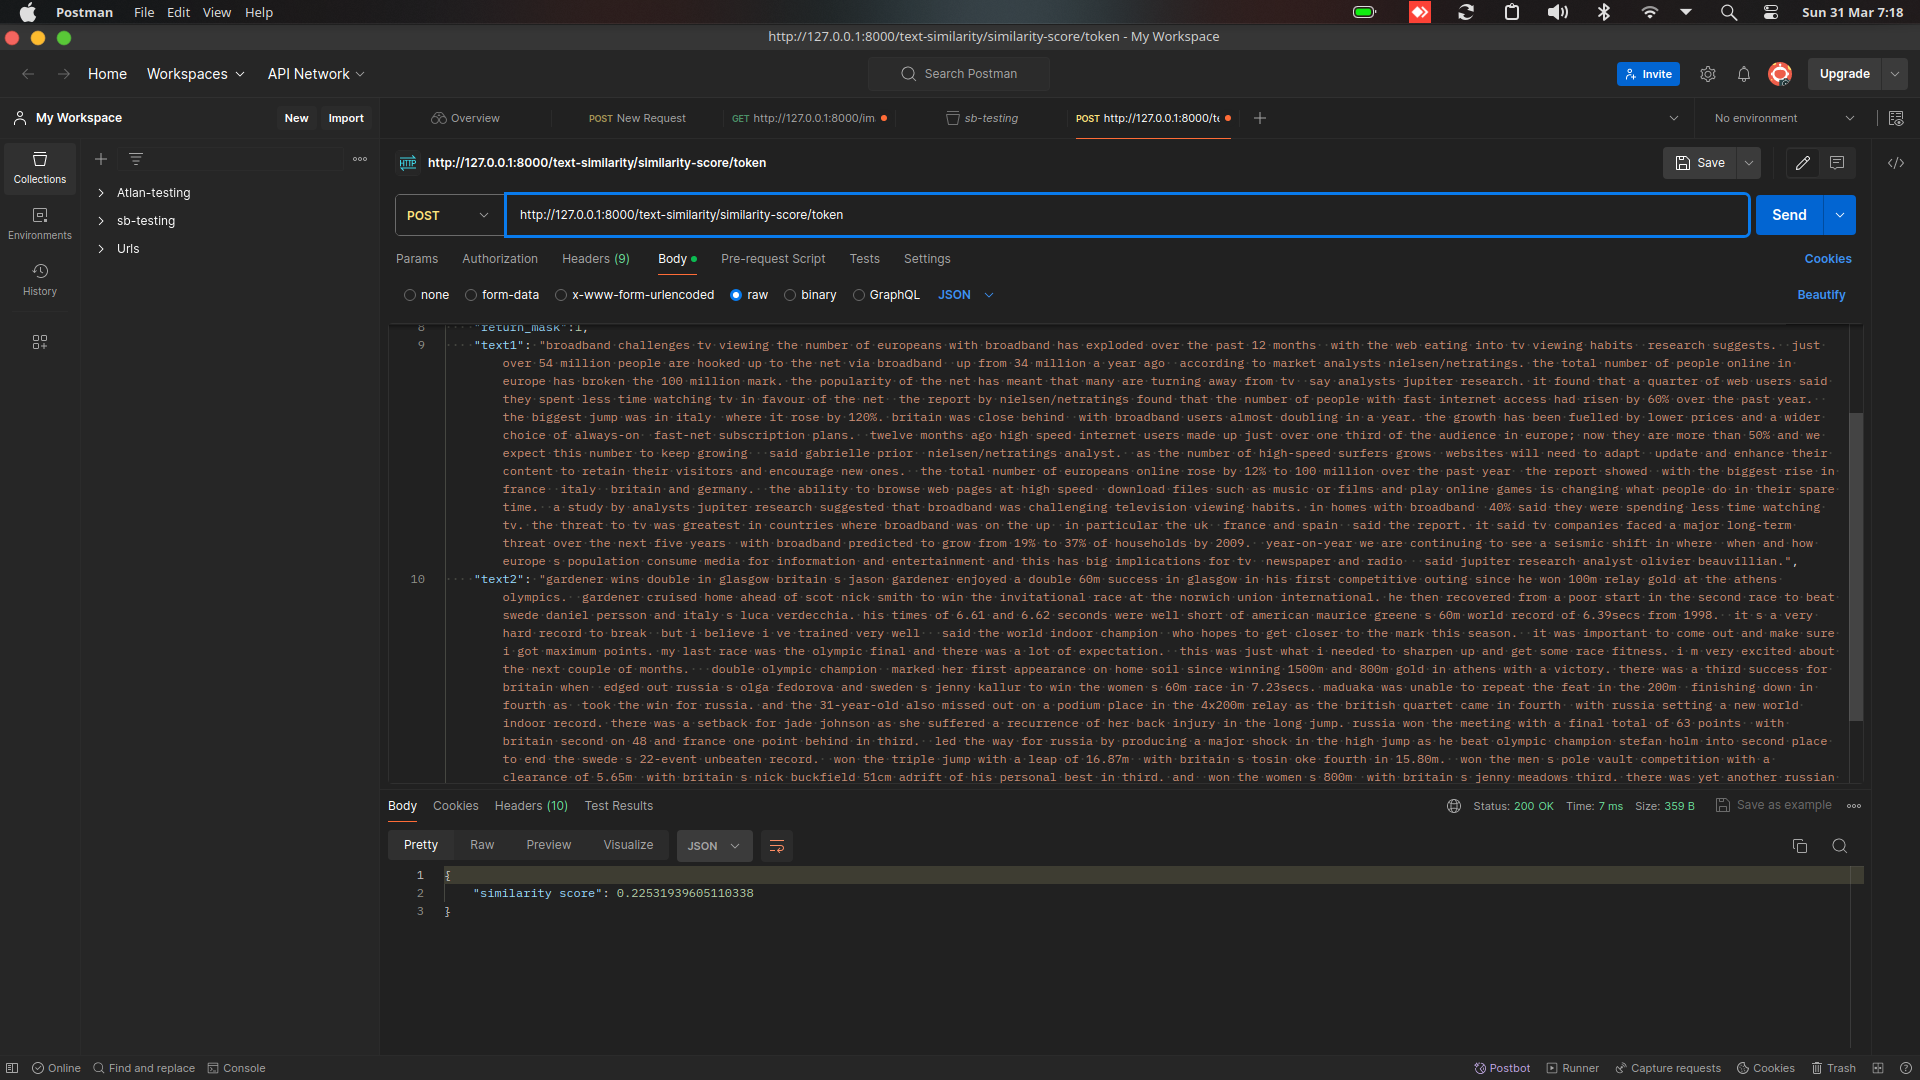 Postman File Edit View Help Sun 31 Mar 7:18
http://127.0.0.1:8000/text-similarity/similarity-score/token - My Workspace
Home Workspaces API Network Search Postman Invite Upgrade
My Workspace New Import Overview POST New Request GET http://127.0.0.1:8000/im sb-testing POST http://127.0.0.1:8000/te No environment
Collections
Environments
History
Atlan-testing
sb-testing
Urls
HTTP http://127.0.0.1:8000/text-similarity/similarity-score/token Save
POST http://127.0.0.1:8000/text-similarity/similarity-score/token Send
Params Authorization Headers (9) Body Pre-request Script Tests Settings Cookies
none form-data x-www-form-urlencoded raw binary GraphQL JSON Beautify
8 "return_mask":1,
9 "text1": "broadband challenges tv viewing the number of europeans with broadband has exploded over the past 12 months  with the web eating into tv viewing habits  research suggests.  just
over 54 million people are hooked up to the net via broadband  up from 34 million a year ago  according to market analysts nielsen/netratings. the total number of people online in
europe has broken the 100 million mark. the popularity of the net has meant that many are turning away from tv  say analysts jupiter research. it found that a quarter of web users said
they spent less time watching tv in favour of the net  the report by nielsen/netratings found that the number of people with fast internet access had risen by 60% over the past year.
the biggest jump was in italy  where it rose by 120%. britain was close behind  with broadband users almost doubling in a year. the growth has been fuelled by lower prices and a wider
choice of always-on  fast-net subscription plans.  twelve months ago high speed internet users made up just over one third of the audience in europe; now they are more than 50% and we
expect this number to keep growing   said gabrielle prior  nielsen/netratings analyst.  as the number of high-speed surfers grows  websites will need to adapt  update and enhance their
content to retain their visitors and encourage new ones.  the total number of europeans online rose by 12% to 100 million over the past year  the report showed  with the biggest rise in
france  italy  britain and germany.  the ability to browse web pages at high speed  download files such as music or films and play online games is changing what people do in their spare
time.  a study by analysts jupiter research suggested that broadband was challenging television viewing habits. in homes with broadband  40% said they were spending less time watching
tv. the threat to tv was greatest in countries where broadband was on the up  in particular the uk  france and spain  said the report. it said tv companies faced a major long-term
threat over the next five years  with broadband predicted to grow from 19% to 37% of households by 2009.  year-on-year we are continuing to see a seismic shift in where  when and how
europe s population consume media for information and entertainment and this has big implications for tv  newspaper and radio   said jupiter research analyst olivier beauvillian.",
10 "text2": "gardener wins double in glasgow britain s jason gardener enjoyed a double 60m success in glasgow in his first competitive outing since he won 100m relay gold at the athens
olympics.  gardener cruised home ahead of scot nick smith to win the invitational race at the norwich union international. he then recovered from a poor start in the second race to beat
swede daniel persson and italy s luca verdecchia. his times of 6.61 and 6.62 seconds were well short of american maurice greene s 60m world record of 6.39secs from 1998.  it s a very
hard record to break  but i believe i ve trained very well   said the world indoor champion  who hopes to get closer to the mark this season.  it was important to come out and make sure
i got maximum points. my last race was the olympic final and there was a lot of expectation.  this was just what i needed to sharpen up and get some race fitness. i m very excited about
the next couple of months.   double olympic champion  marked her first appearance on home soil since winning 1500m and 800m gold in athens with a victory. there was a third success for
britain when  edged out russia s olga fedorova and sweden s jenny kallur to win the women s 60m race in 7.23secs. maduaka was unable to repeat the feat in the 200m  finishing down in
fourth as  took the win for russia. and the 31-year-old also missed out on a podium place in the 4x200m relay as the british quartet came in fourth  with russia setting a new world
indoor record. there was a setback for jade johnson as she suffered a recurrence of her back injury in the long jump. russia won the meeting with a final total of 63 points  with
britain second on 48 and france one point behind in third.  led the way for russia by producing a major shock in the high jump as he beat olympic champion stefan holm into second place
to end the swede s 22-event unbeaten record.  won the triple jump with a leap of 16.87m  with britain s tosin oke fourth in 15.80m.  won the men s pole vault competition with a
clearance of 5.65m  with britain s nick buckfield 51cm adrift of his personal best in third. and  won the women s 800m  with britain s jenny meadows third. there was yet another russian
Body Cookies Headers (10) Test Results Status: 200 OK Time: 7 ms Size: 359 B Save as example
Pretty Raw Preview Visualize JSON
1 {
2 "similarity score": 0.22531939605110338
3 }
Online Find and replace Console Postbot Runner Capture requests Cookies Trash